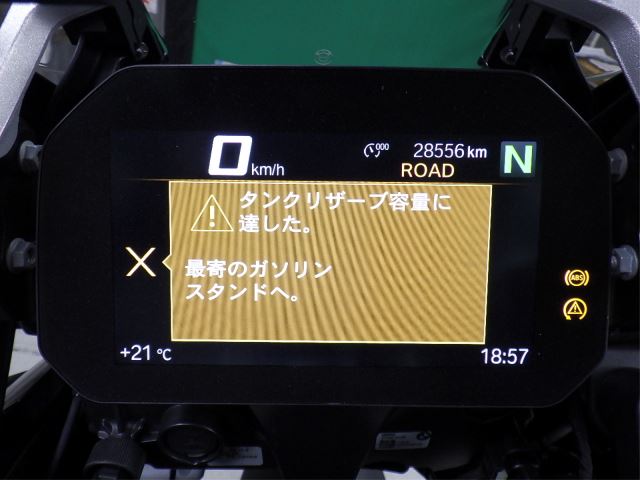 0 km/h
000 28556 km
N
ROAD
タンクリザーブ容量に
達した。
最寄のガソリン
スタンドへ。
ABS
+21 ℃
18:57